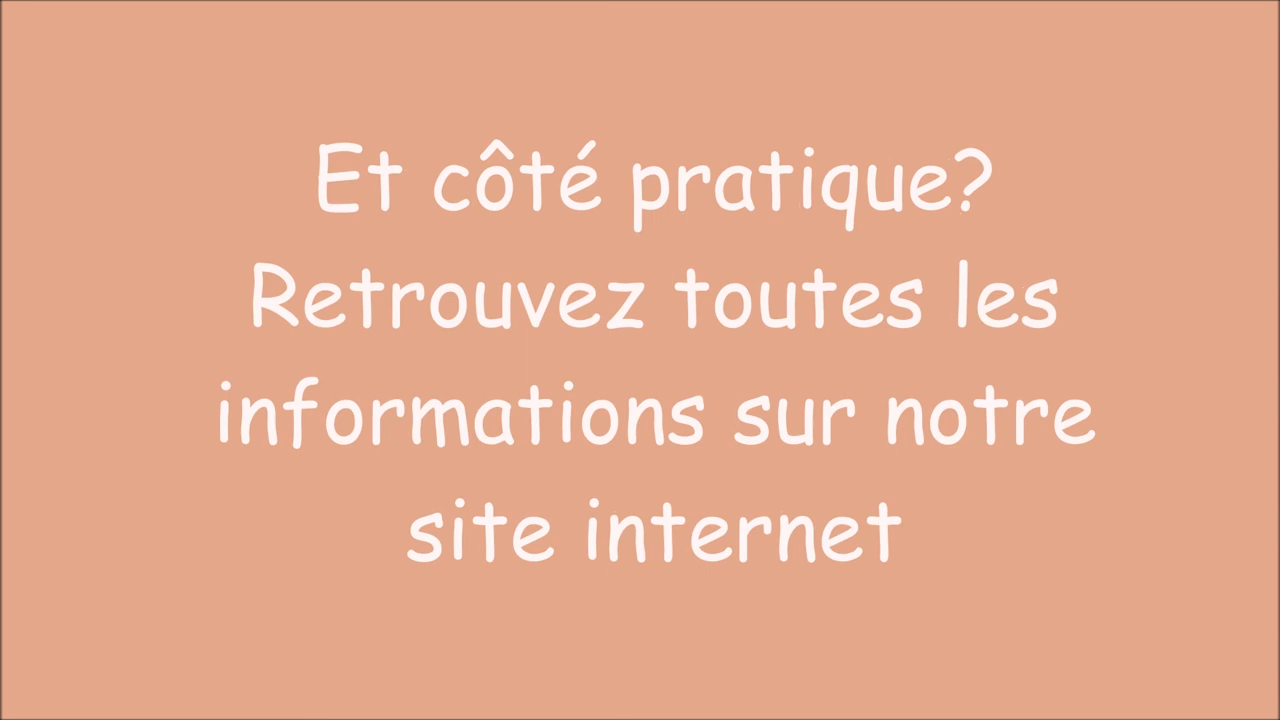 Et côté pratique?
Retrouvez toutes les
informations sur notre
site internet